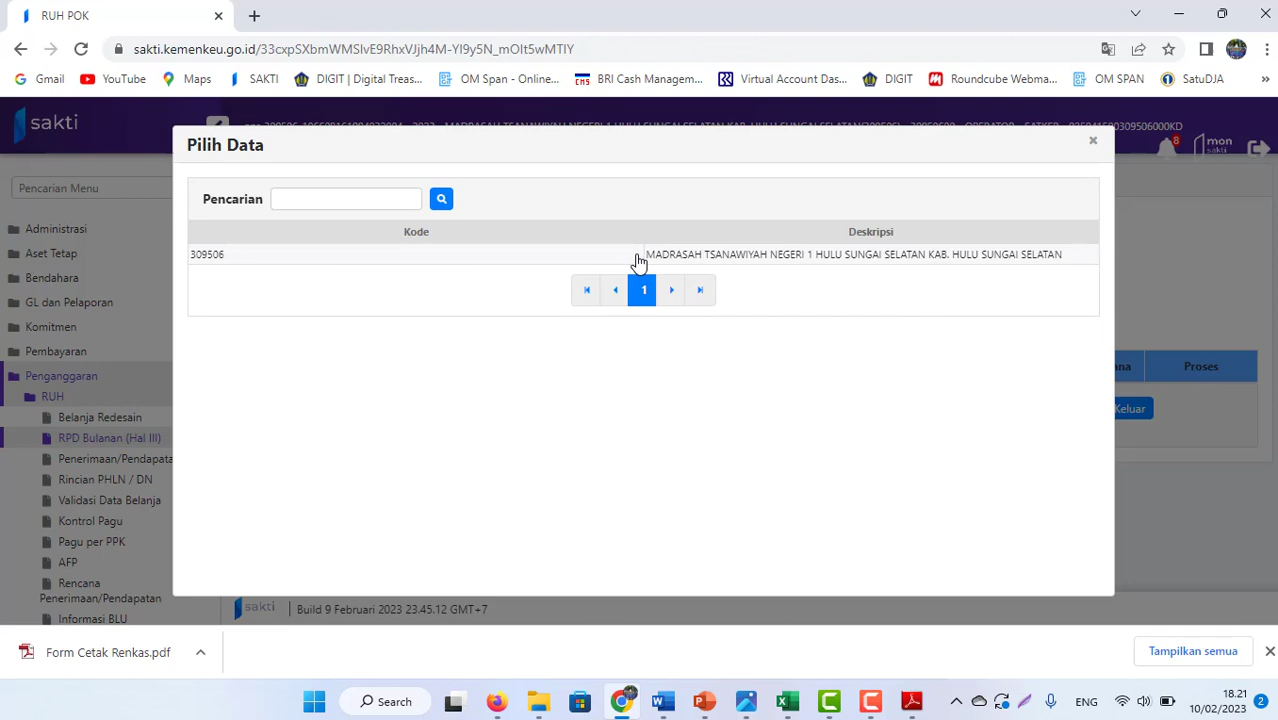 RUH POK
sakti.kemenkeu.go.id/33cxpSXbmWMSIvE9RhxVJjh4M-YI9y5N_mOIt5wMTIY
Gmail YouTube Maps SAKTI DIGIT | Digital Treas... OM Span - Online... BRI Cash Managem... Virtual Account Das... DIGIT Roundcube Webma... OM SPAN SatuDJA »
sakti
8
mon sakti
Pilih Data
Pencarian Menu
Pencarian
Kode Deskripsi
309506 MADRASAH TSANAWIYAH NEGERI 1 HULU SUNGAI SELATAN KAB. HULU SUNGAI SELATAN
1
Administrasi
Aset Tetap
Bendahara
GL dan Pelaporan
Komitmen
Pembayaran
Penganggaran
RUH
Belanja Redesain
RPD Bulanan (Hal III)
Penerimaan/Pendapata
Rincian PHLN / DN
Validasi Data Belanja
Kontrol Pagu
Pagu per PPK
AFP
Rencana
Penerimaan/Pendapatan
Informasi BLU
ana Proses
Keluar
sakti | Build 9 Februari 2023 23.45.12 GMT+7
Form Cetak Renkas.pdf
Tampilkan semua
Search
ENG
18.21
10/02/2023
2